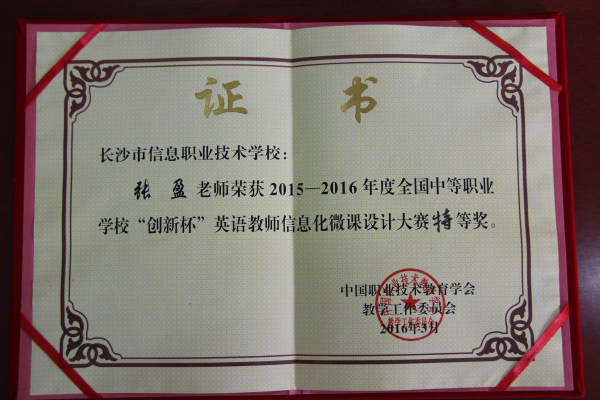 证 书
长沙市信息职业技术学校：
张 盈 老师荣获 2015—2016 年度全国中等职业
学校“创新杯”英语教师信息化微课设计大赛特等奖。
中国职业技术教育学会
教学工作委员会
2016年3月